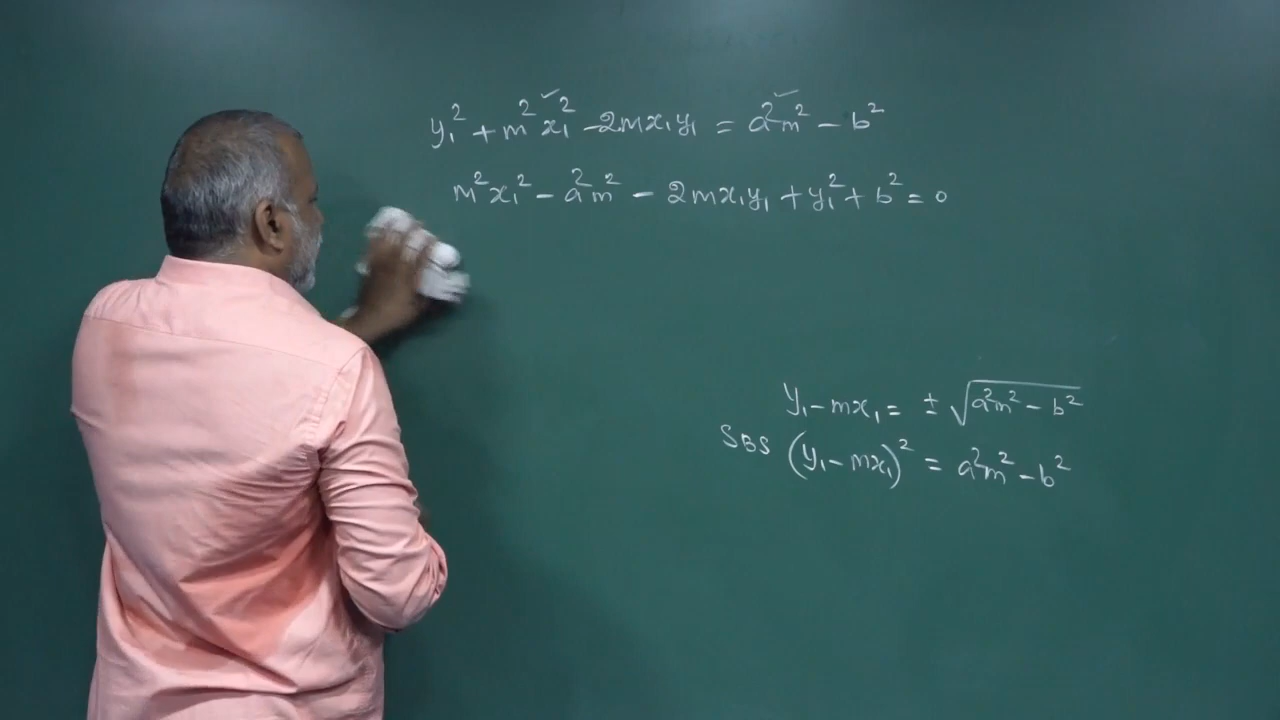 y₁² + m²x₁² - 2mx₁y₁ = a²m² - b²
m²x₁² - a²m² - 2mx₁y₁ + y₁² + b² = 0
y₁ - mx₁ = ± √(a²m² - b²)
SBS (y₁ - mx₁)² = a²m² - b²